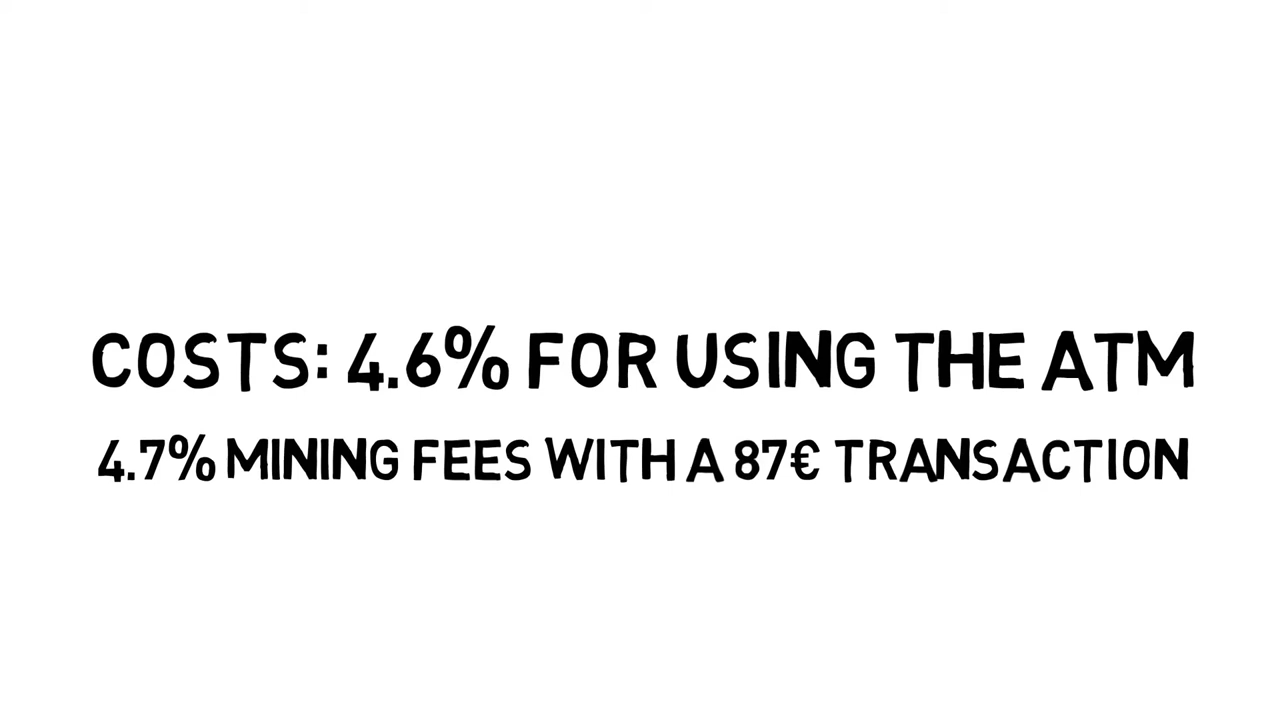 COSTS: 4.6% FOR USING THE ATM
4.7% MINING FEES WITH A 87€ TRANSACTION